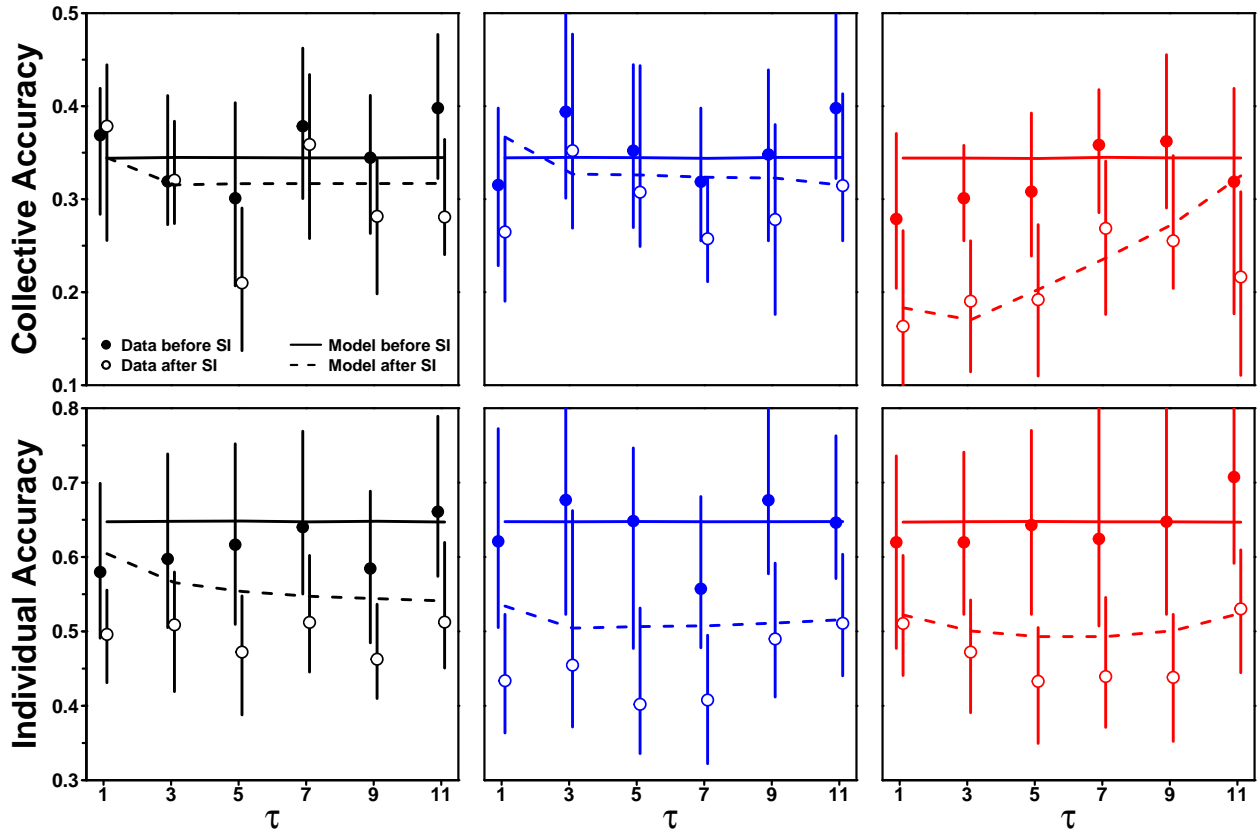 Collective Accuracy
0.5
0.4
0.3
0.2
0.1
Data before SI
Model before SI
Data after SI
Model after SI
Individual Accuracy
0.8
0.7
0.6
0.5
0.4
0.3
1 3 5 7 9 11
1 3 5 7 9 11
1 3 5 7 9 11
τ
τ
τ